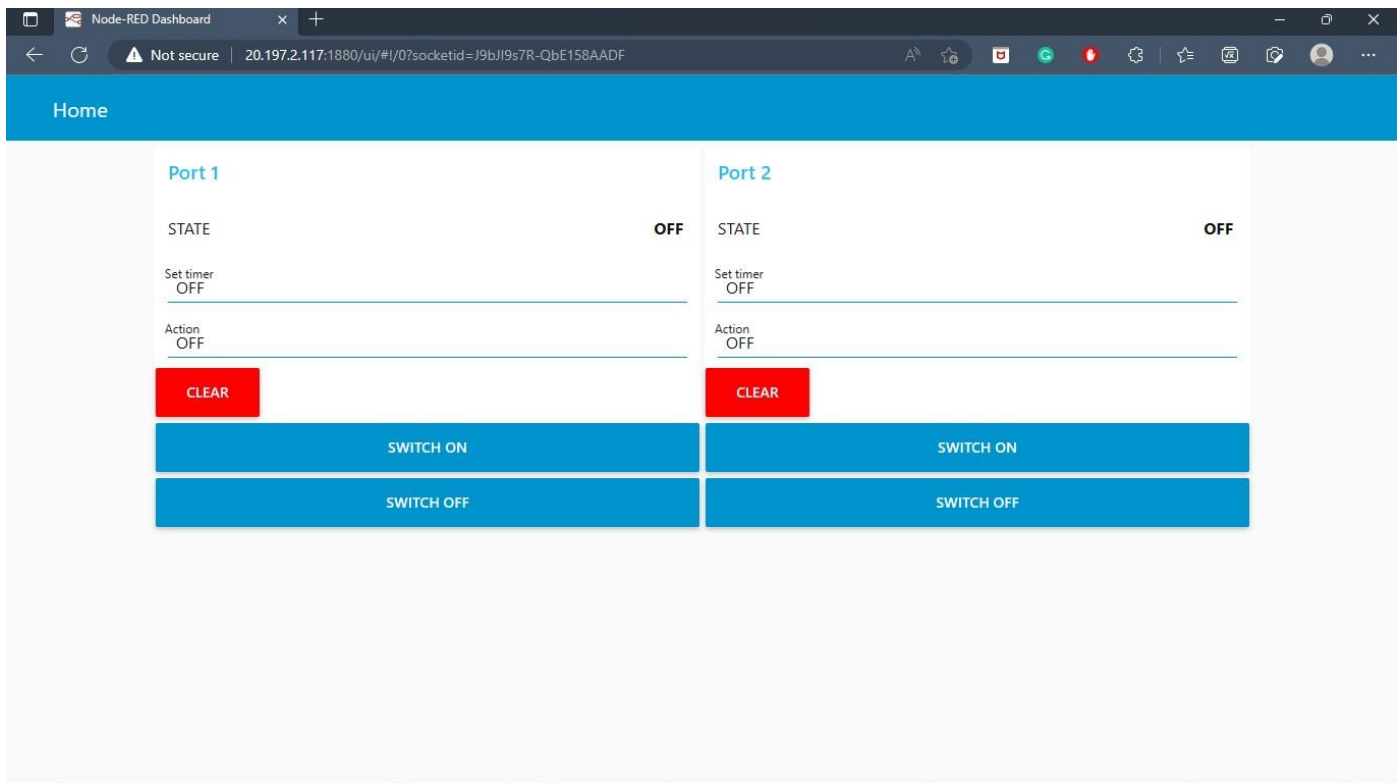 Node-RED Dashboard
Not secure 20.197.2.117:1880/ui/#!/0?socketid=J9bJl9s7R-QbE158AADF
Home
Port 1
STATE OFF
Set timer
OFF
Action
OFF
CLEAR
SWITCH ON
SWITCH OFF
Port 2
STATE OFF
Set timer
OFF
Action
OFF
CLEAR
SWITCH ON
SWITCH OFF